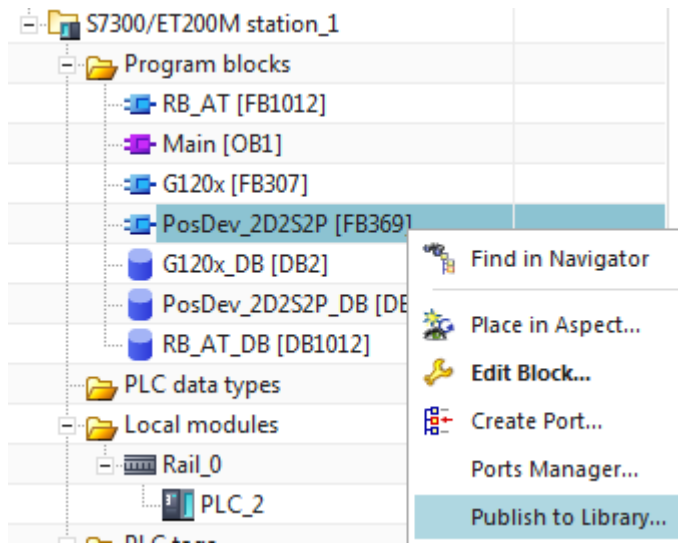 S7300/ET200M station_1
Program blocks
RB_AT [FB1012]
Main [OB1]
G120x [FB307]
PosDev_2D2S2P [FB369]
G120x_DB [DB2]
PosDev_2D2S2P_DB [DB
RB_AT_DB [DB1012]
PLC data types
Local modules
Rail_0
PLC_2
Find in Navigator
Place in Aspect...
Edit Block...
Create Port...
Ports Manager...
Publish to Library...